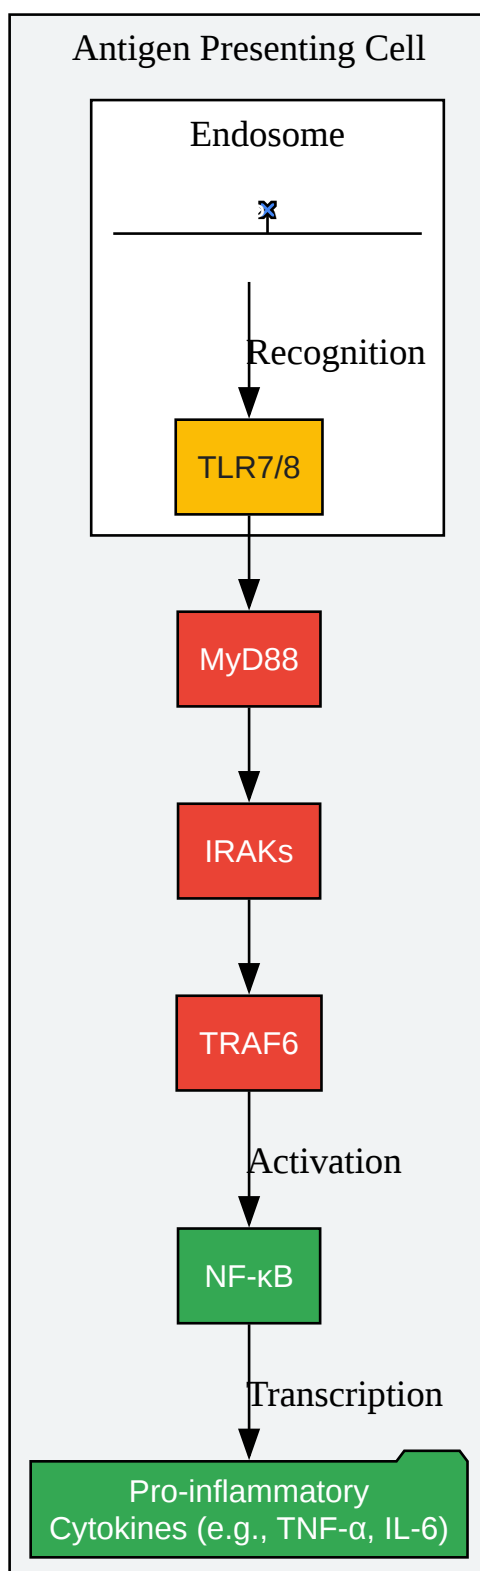 Antigen Presenting Cell
Endosome
Recognition
TLR7/8
MyD88
IRAKs
TRAF6
Activation
NF-κB
Transcription
Pro-inflammatory
Cytokines (e.g., TNF-α, IL-6)